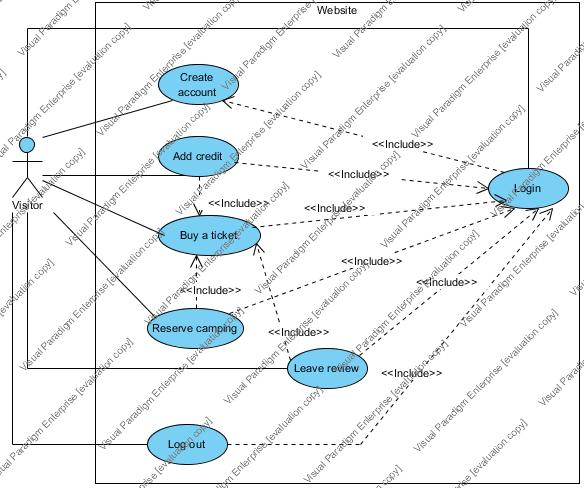 Website
Create
account
<<Include>>
Add credit
<<Include>>
Login
Visitor
<<Include>>
<<Include>>
Buy a ticket
<<Include>>
<<Include>>
<<Include>>
Reserve camping
<<Include>>
Leave review
<<Include>>
Log out
Visual Paradigm Enterprise [evaluation copy]